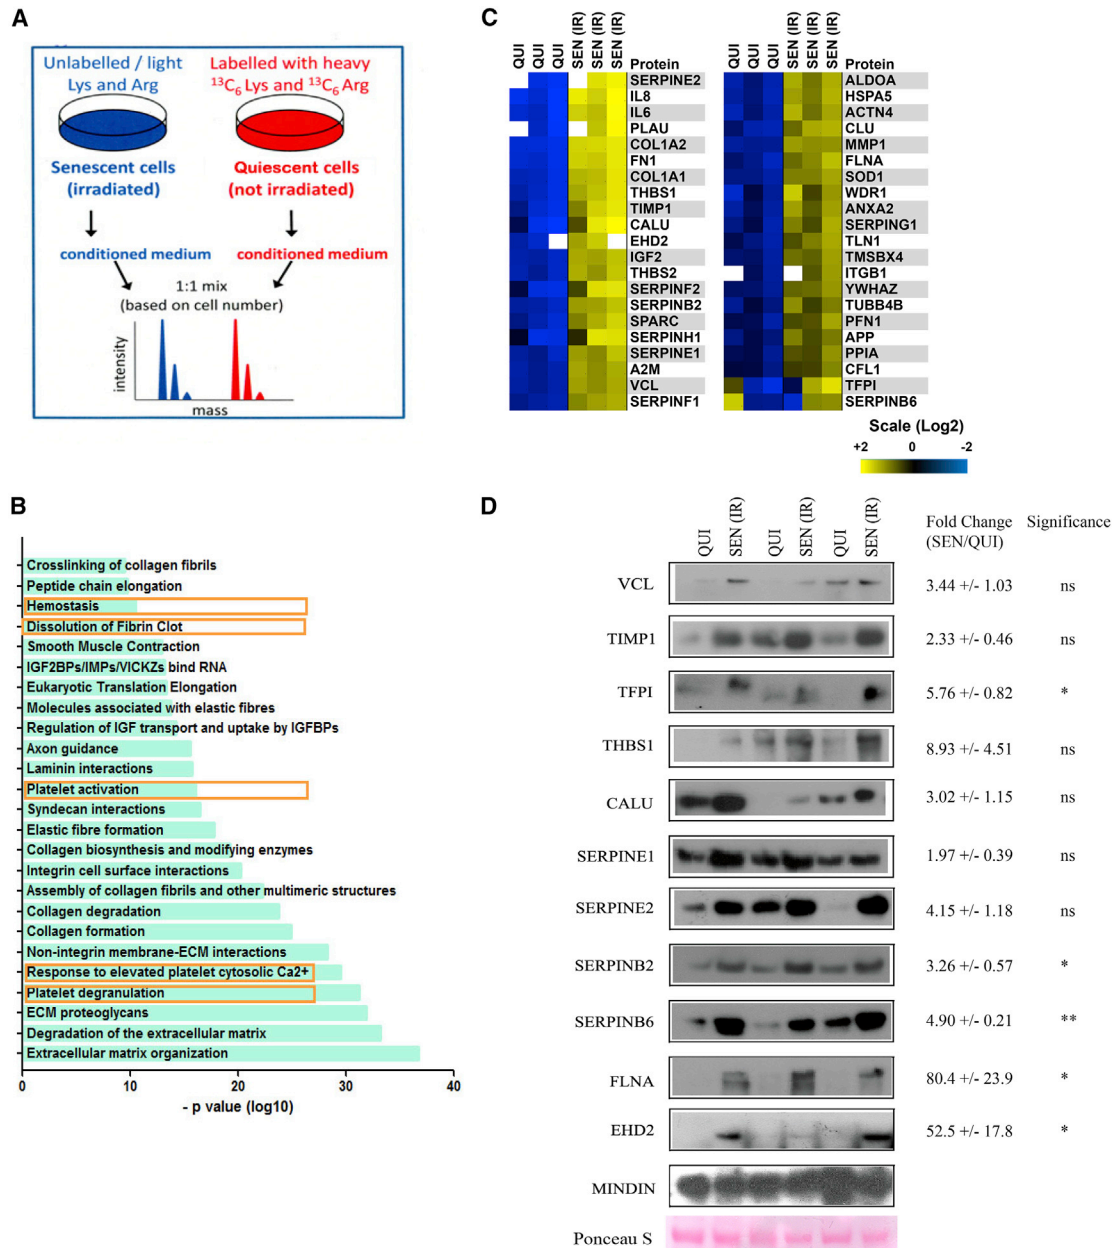 A
Unlabelled / light
Lys and Arg
Labelled with heavy
¹³C₆ Lys and ¹³C₆ Arg
Senescent cells
(irradiated)
Quiescent cells
(not irradiated)
conditioned medium
conditioned medium
1:1 mix
(based on cell number)
intensity
mass
B
Crosslinking of collagen fibrils
Peptide chain elongation
Hemostasis
Dissolution of Fibrin Clot
Smooth Muscle Contraction
IGF2BPs/IMPs/VICKZs bind RNA
Eukaryotic Translation Elongation
Molecules associated with elastic fibres
Regulation of IGF transport and uptake by IGFBPs
Axon guidance
Laminin interactions
Platelet activation
Syndecan interactions
Elastic fibre formation
Collagen biosynthesis and modifying enzymes
Integrin cell surface interactions
Assembly of collagen fibrils and other multimeric structures
Collagen degradation
Collagen formation
Non-integrin membrane-ECM interactions
Response to elevated platelet cytosolic Ca2+
Platelet degranulation
ECM proteoglycans
Degradation of the extracellular matrix
Extracellular matrix organization
0 10 20 30 40
- p value (log10)
C
QUI QUI QUI SEN (IR) SEN (IR) SEN (IR) Protein
SERPINE2
IL8
IL6
PLAU
COL1A2
FN1
COL1A1
THBS1
TIMP1
CALU
EHD2
IGF2
THBS2
SERPINF2
SERPINB2
SPARC
SERPINH1
SERPINE1
A2M
VCL
SERPINF1
QUI QUI QUI SEN (IR) SEN (IR) SEN (IR) Protein
ALDOA
HSPA5
ACTN4
CLU
MMP1
FLNA
SOD1
WDR1
ANXA2
SERPING1
TLN1
TMSBX4
ITGB1
YWHAZ
TUBB4B
PFN1
APP
PPIA
CFL1
TFPI
SERPINB6
Scale (Log2)
+2 0 -2
D
QUI SEN (IR) QUI SEN (IR) QUI SEN (IR)
Fold Change Significance
(SEN/QUI)
VCL 3.44 +/- 1.03 ns
TIMP1 2.33 +/- 0.46 ns
TFPI 5.76 +/- 0.82 *
THBS1 8.93 +/- 4.51 ns
CALU 3.02 +/- 1.15 ns
SERPINE1 1.97 +/- 0.39 ns
SERPINE2 4.15 +/- 1.18 ns
SERPINB2 3.26 +/- 0.57 *
SERPINB6 4.90 +/- 0.21 **
FLNA 80.4 +/- 23.9 *
EHD2 52.5 +/- 17.8 *
MINDIN
Ponceau S